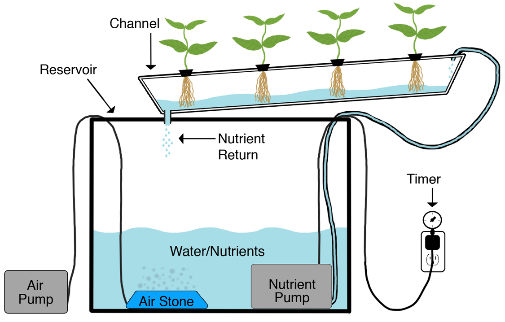 Channel
Reservoir
Nutrient
Return
Timer
Water/Nutrients
Air
Pump
Air Stone
Nutrient
Pump